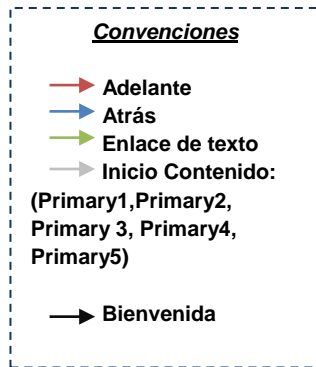 Convenciones
Adelante
Atrás
Enlace de texto
Inicio Contenido:
(Primary1,Primary2,
Primary 3, Primary4,
Primary5)
Bienvenida